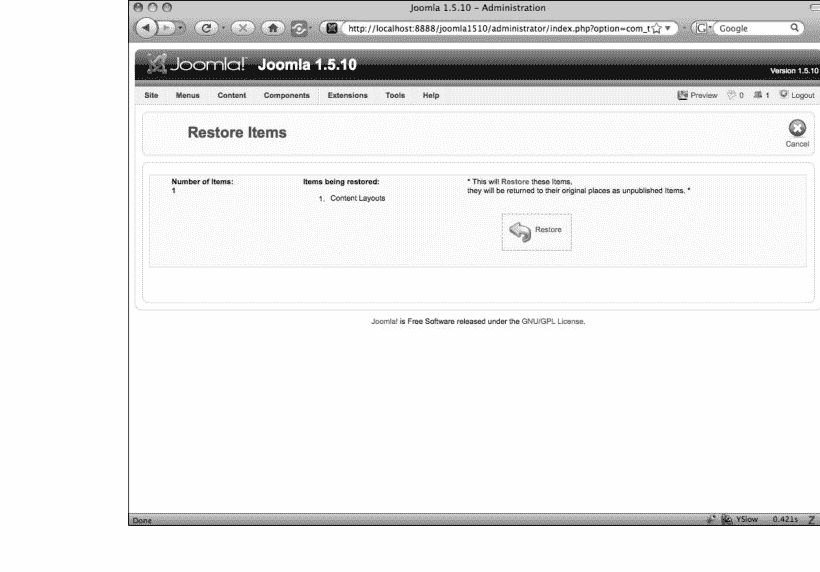 Joomla 1.5.10 – Administration
http://localhost:8888/joomla1510/administrator/index.php?option=com_t
Google
Joomla! Joomla 1.5.10
Version 1.5.10
Site Menus Content Components Extensions Tools Help Preview 0 1 Logout
Restore Items
Cancel
Number of Items: Items being restored: * This will Restore these Items,
1 they will be returned to their original places as unpublished Items. *
1. Content Layouts
Restore
Joomla! is Free Software released under the GNU/GPL License.
Done YSlow 0.421s